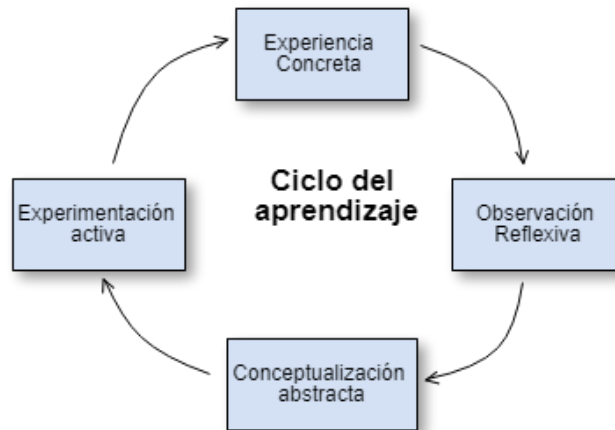 Experiencia
Concreta
Ciclo del
aprendizaje
Experimentación
activa
Observación
Reflexiva
Conceptualización
abstracta